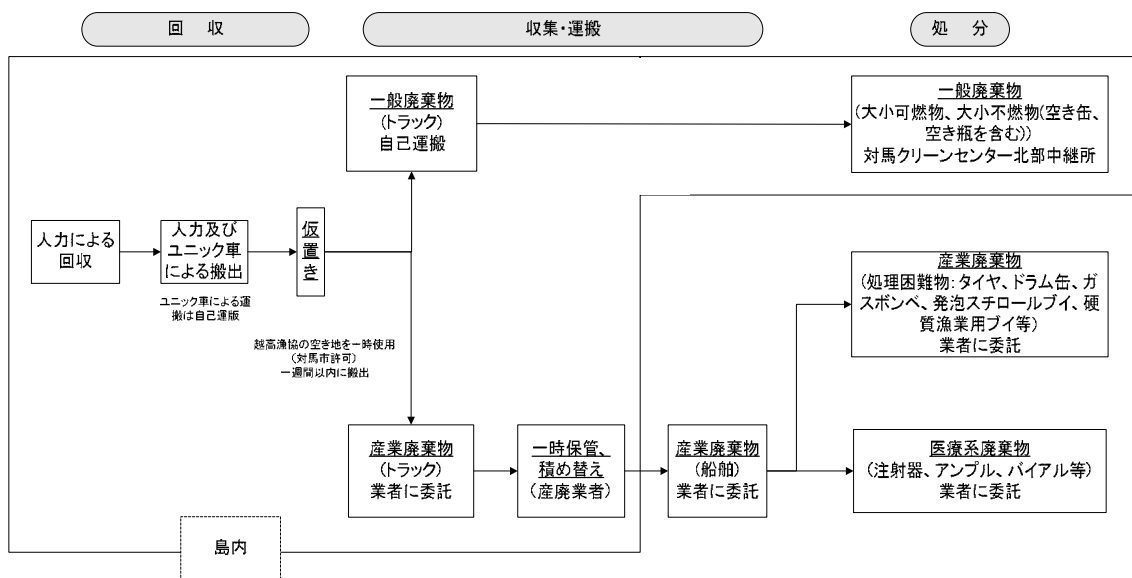 回　収
収集・運搬
処　分
一般廃棄物
(トラック)
自己運搬
一般廃棄物
(大小可燃物、大小不燃物(空き缶、
空き瓶を含む))
対馬クリーンセンター北部中継所
人力による
回収
人力及び
ユニック車
による搬出
仮
置
き
ユニック車による運
搬は自己運版
越高漁協の空き地を一時使用
(対馬市許可)
一週間以内に搬出
産業廃棄物
(処理困難物：タイヤ、ドラム缶、ガ
スボンベ、発泡スチロールブイ、硬
質漁業用ブイ等)
業者に委託
産業廃棄物
(トラック)
業者に委託
一時保管、
積め替え
(産廃業者)
産業廃棄物
(船舶)
業者に委託
医療系廃棄物
(注射器、アンプル、バイアル等)
業者に委託
島内